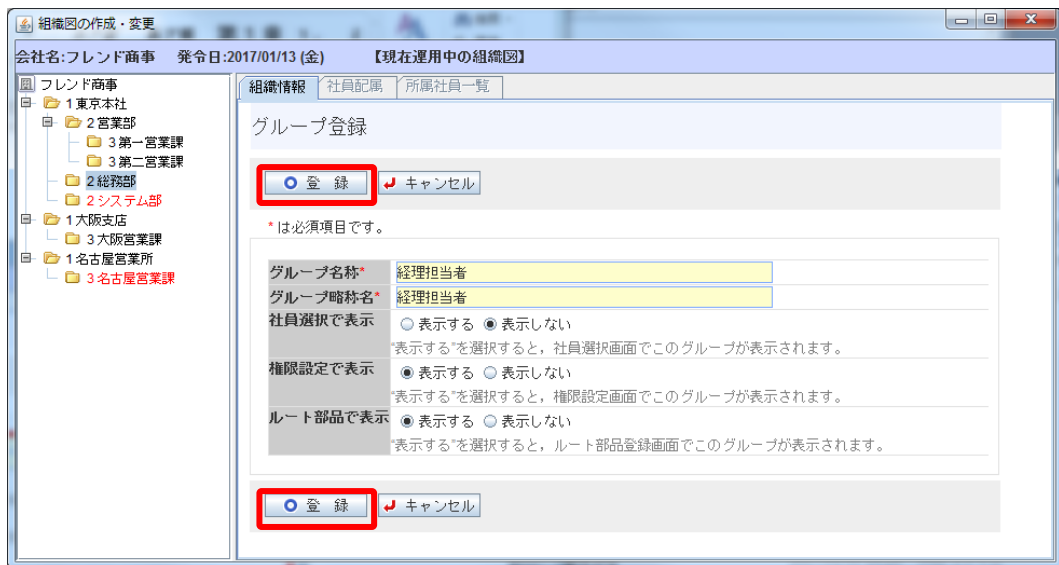 組織図の作成・変更
会社名:フレンド商事 発令日:2017/01/13 (金) 【現在運用中の組織図】
フレンド商事
1東京本社
2営業部
3第一営業課
3第二営業課
2総務部
2システム部
1大阪支店
3大阪営業課
1名古屋営業所
3名古屋営業課
組織情報 社員配属 所属社員一覧
グループ登録
登 録 キャンセル
*は必須項目です。
グループ名称* 経理担当者
グループ略称名* 経理担当者
社員選択で表示 表示する 表示しない
"表示する"を選択すると，社員選択画面でこのグループが表示されます。
権限設定で表示 表示する 表示しない
"表示する"を選択すると，権限設定画面でこのグループが表示されます。
ルート部品で表示 表示する 表示しない
"表示する"を選択すると，ルート部品登録画面でこのグループが表示されます。
登 録 キャンセル